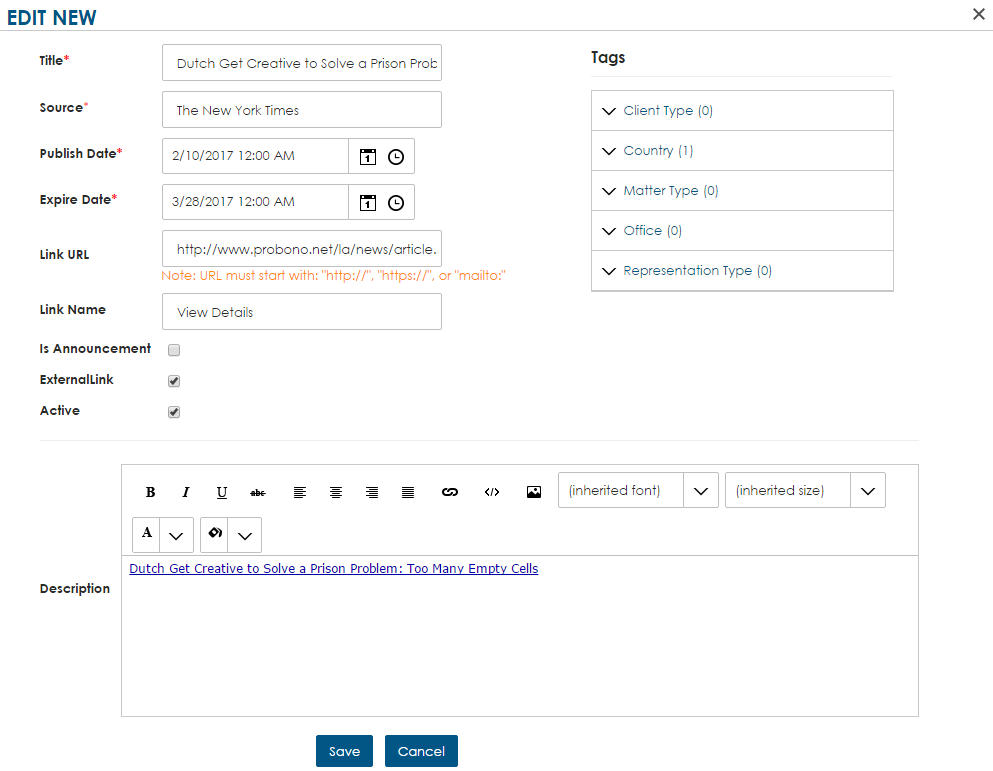 EDIT NEW
Title*
Dutch Get Creative to Solve a Prison Prob
Source*
The New York Times
Publish Date*
2/10/2017 12:00 AM
Expire Date*
3/28/2017 12:00 AM
Link URL
http://www.probono.net/la/news/article.
Note: URL must start with: "http://", "https://", or "mailto:"
Link Name
View Details
Is Announcement
ExternalLink
Active
Tags
Client Type (0)
Country (1)
Matter Type (0)
Office (0)
Representation Type (0)
Description
B I U abc (inherited font) (inherited size)
A
Dutch Get Creative to Solve a Prison Problem: Too Many Empty Cells
Save Cancel